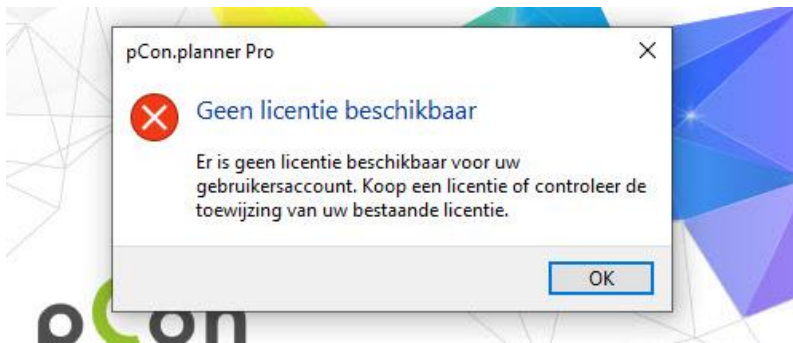 pCon.planner Pro
Geen licentie beschikbaar
Er is geen licentie beschikbaar voor uw
gebruikersaccount. Koop een licentie of controleer de
toewijzing van uw bestaande licentie.
OK
pCon